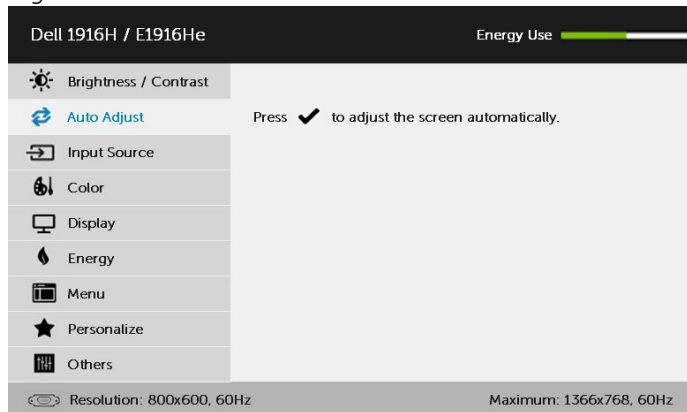 Dell 1916H / E1916He
Energy Use
Brightness / Contrast
Auto Adjust
Press ✔ to adjust the screen automatically.
Input Source
Color
Display
Energy
Menu
Personalize
Others
Resolution: 800x600, 60Hz
Maximum: 1366x768, 60Hz